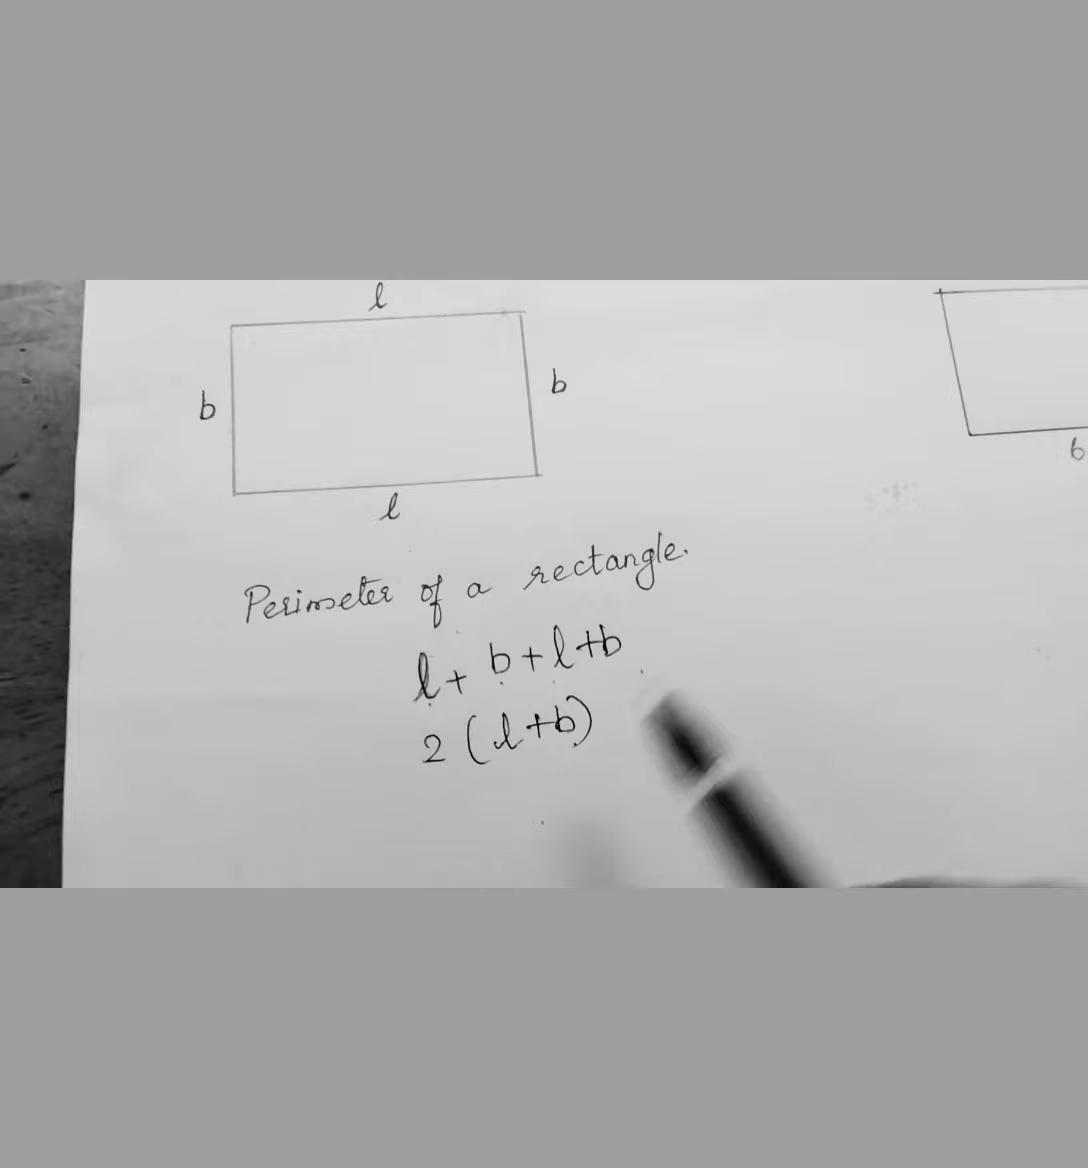 l
b
b
l
b
Perimeter of a rectangle.
l + b + l + b
2 (l + b)